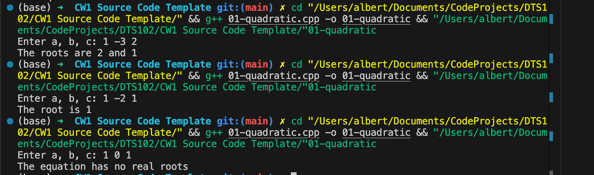 (base) ➜ CW1 Source Code Template git:(main) ✗ cd "/Users/albert/Documents/CodeProjects/DTS1
02/CW1 Source Code Template/" && g++ 01-quadratic.cpp -o 01-quadratic && "/Users/albert/Docum
ents/CodeProjects/DTS102/CW1 Source Code Template/"01-quadratic
Enter a, b, c: 1 -3 2
The roots are 2 and 1
(base) ➜ CW1 Source Code Template git:(main) ✗ cd "/Users/albert/Documents/CodeProjects/DTS1
02/CW1 Source Code Template/" && g++ 01-quadratic.cpp -o 01-quadratic && "/Users/albert/Docum
ents/CodeProjects/DTS102/CW1 Source Code Template/"01-quadratic
Enter a, b, c: 1 -2 1
The root is 1
(base) ➜ CW1 Source Code Template git:(main) ✗ cd "/Users/albert/Documents/CodeProjects/DTS1
02/CW1 Source Code Template/" && g++ 01-quadratic.cpp -o 01-quadratic && "/Users/albert/Docum
ents/CodeProjects/DTS102/CW1 Source Code Template/"01-quadratic
Enter a, b, c: 1 0 1
The equation has no real roots